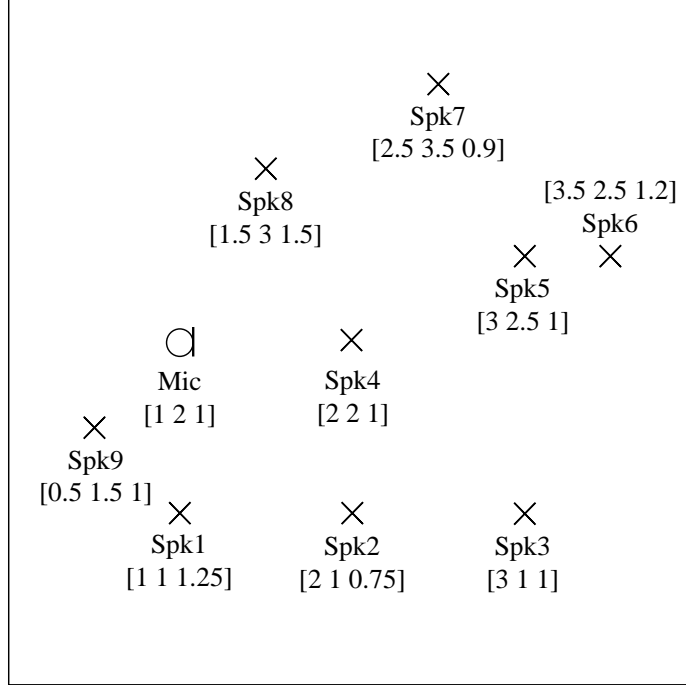 Spk7
[2.5 3.5 0.9]
Spk8
[1.5 3 1.5]
[3.5 2.5 1.2]
Spk6
Spk5
[3 2.5 1]
Mic
[1 2 1]
Spk4
[2 2 1]
Spk9
[0.5 1.5 1]
Spk1
[1 1 1.25]
Spk2
[2 1 0.75]
Spk3
[3 1 1]